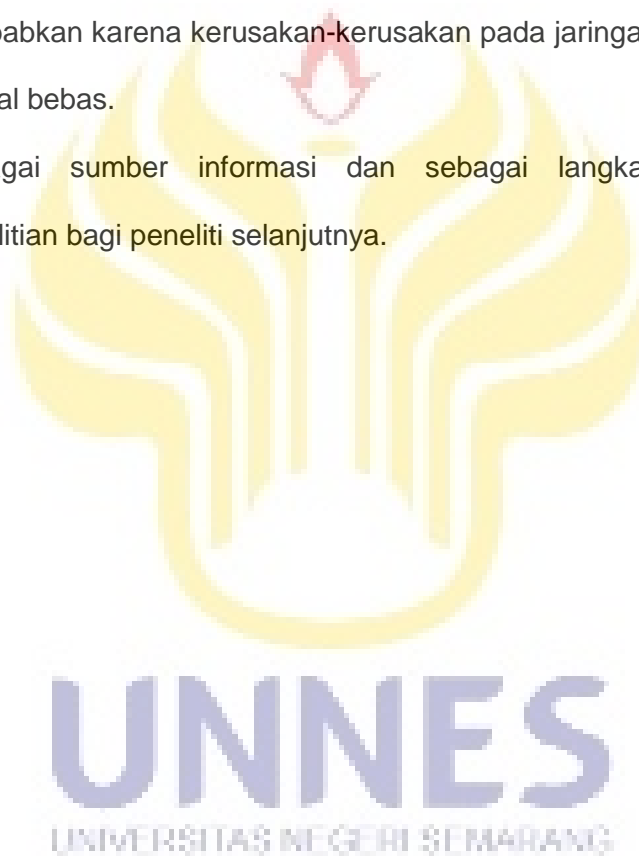 babkan karena kerusakan-kerusakan pada jaringa
al bebas.
gai sumber informasi dan sebagai langka
litian bagi peneliti selanjutnya.
UNNES
UNIVERSITAS NEGERI SEMARANG